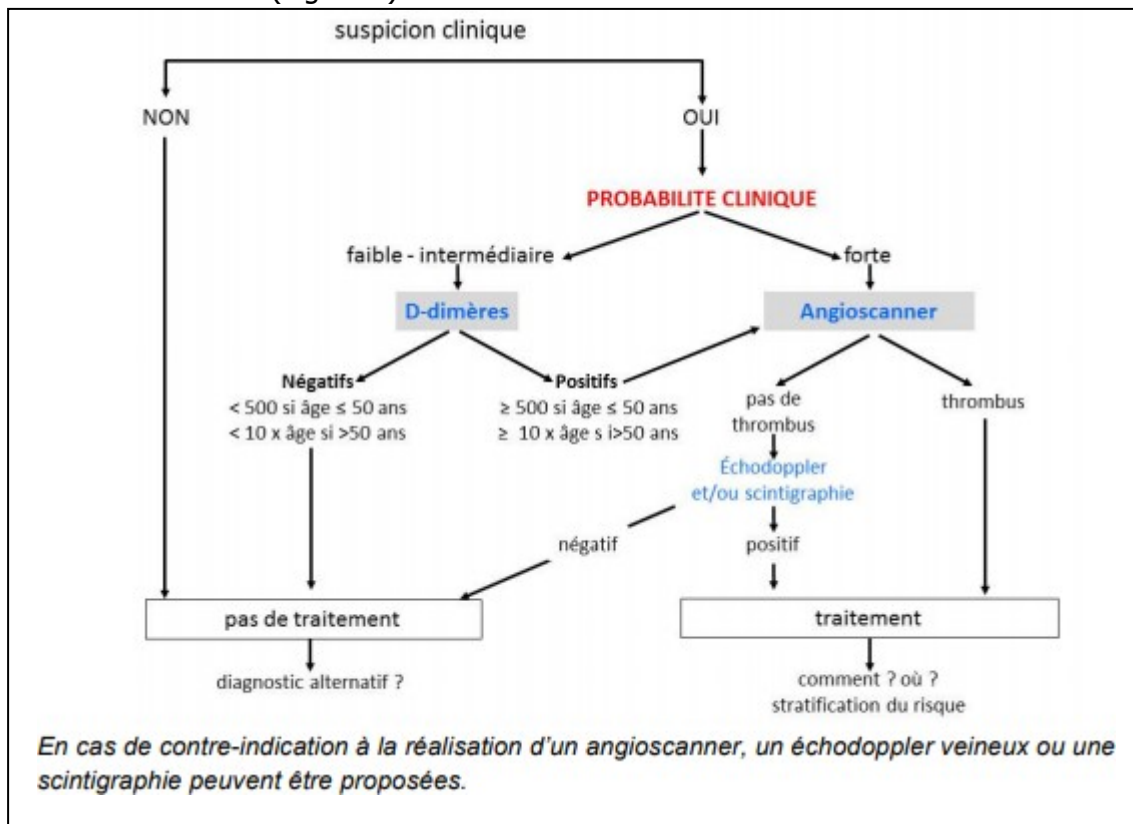 suspicion clinique
NON
OUI
PROBABILITE CLINIQUE
faible - intermédiaire
forte
D-dimères
Angioscanner
Négatifs
< 500 si âge ≤ 50 ans
< 10 x âge si >50 ans
Positifs
≥ 500 si âge ≤ 50 ans
≥ 10 x âge s i>50 ans
pas de
thrombus
thrombus
Échodoppler
et/ou scintigraphie
négatif
positif
pas de traitement
traitement
diagnostic alternatif ?
comment ? où ?
stratification du risque
En cas de contre-indication à la réalisation d'un angioscanner, un échodoppler veineux ou une
scintigraphie peuvent être proposées.